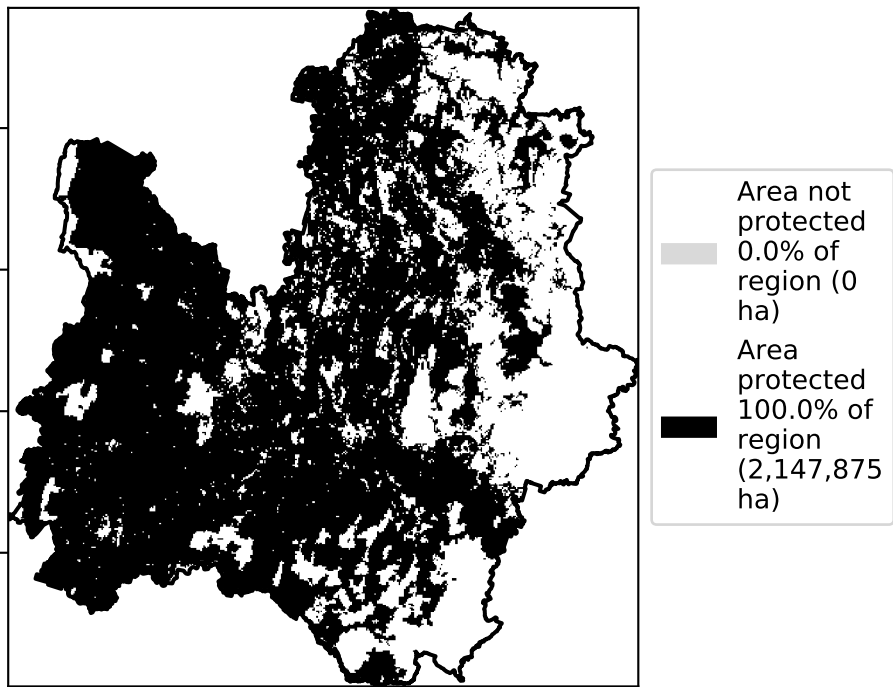 Area not
protected
0.0% of
region (0
ha)
Area
protected
100.0% of
region
(2,147,875
ha)